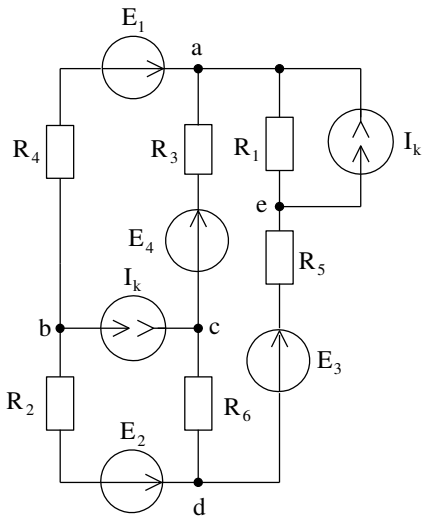 E₁
a
R₄
R₃
R₁
Iₖ
e
E₄
R₅
Iₖ
b
c
E₃
R₂
R₆
E₂
d